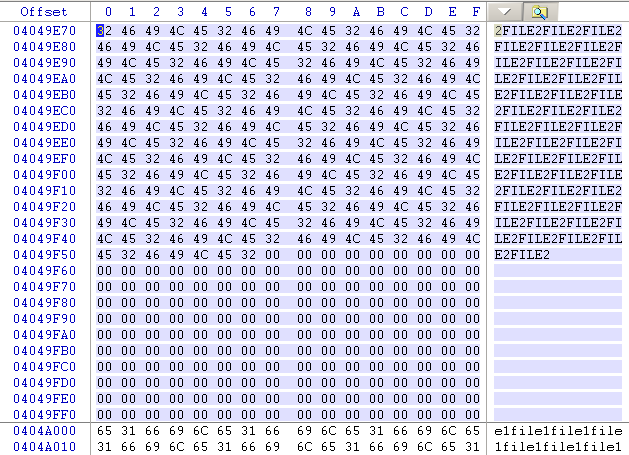 Offset 0 1 2 3 4 5 6 7 8 9 A B C D E F
04049E70 32 46 49 4C 45 32 46 49 4C 45 32 46 49 4C 45 32 2FILE2FILE2FILE2
04049E80 46 49 4C 45 32 46 49 4C 45 32 46 49 4C 45 32 46 FILE2FILE2FILE2F
04049E90 49 4C 45 32 46 49 4C 45 32 46 49 4C 45 32 46 49 ILE2FILE2FILE2FI
04049EA0 4C 45 32 46 49 4C 45 32 46 49 4C 45 32 46 49 4C LE2FILE2FILE2FIL
04049EB0 45 32 46 49 4C 45 32 46 49 4C 45 32 46 49 4C 45 E2FILE2FILE2FILE
04049EC0 32 46 49 4C 45 32 46 49 4C 45 32 46 49 4C 45 32 2FILE2FILE2FILE2
04049ED0 46 49 4C 45 32 46 49 4C 45 32 46 49 4C 45 32 46 FILE2FILE2FILE2F
04049EE0 49 4C 45 32 46 49 4C 45 32 46 49 4C 45 32 46 49 ILE2FILE2FILE2FI
04049EF0 4C 45 32 46 49 4C 45 32 46 49 4C 45 32 46 49 4C LE2FILE2FILE2FIL
04049F00 45 32 46 49 4C 45 32 46 49 4C 45 32 46 49 4C 45 E2FILE2FILE2FILE
04049F10 32 46 49 4C 45 32 46 49 4C 45 32 46 49 4C 45 32 2FILE2FILE2FILE2
04049F20 46 49 4C 45 32 46 49 4C 45 32 46 49 4C 45 32 46 FILE2FILE2FILE2F
04049F30 49 4C 45 32 46 49 4C 45 32 46 49 4C 45 32 46 49 ILE2FILE2FILE2FI
04049F40 4C 45 32 46 49 4C 45 32 46 49 4C 45 32 46 49 4C LE2FILE2FILE2FIL
04049F50 45 32 46 49 4C 45 32 00 00 00 00 00 00 00 00 00 E2FILE2
04049F60 00 00 00 00 00 00 00 00 00 00 00 00 00 00 00 00
04049F70 00 00 00 00 00 00 00 00 00 00 00 00 00 00 00 00
04049F80 00 00 00 00 00 00 00 00 00 00 00 00 00 00 00 00
04049F90 00 00 00 00 00 00 00 00 00 00 00 00 00 00 00 00
04049FA0 00 00 00 00 00 00 00 00 00 00 00 00 00 00 00 00
04049FB0 00 00 00 00 00 00 00 00 00 00 00 00 00 00 00 00
04049FC0 00 00 00 00 00 00 00 00 00 00 00 00 00 00 00 00
04049FD0 00 00 00 00 00 00 00 00 00 00 00 00 00 00 00 00
04049FE0 00 00 00 00 00 00 00 00 00 00 00 00 00 00 00 00
04049FF0 00 00 00 00 00 00 00 00 00 00 00 00 00 00 00 00
0404A000 65 31 66 69 6C 65 31 66 69 6C 65 31 66 69 6C 65 e1file1file1file
0404A010 31 66 69 6C 65 31 66 69 6C 65 31 66 69 6C 65 31 1file1file1file1